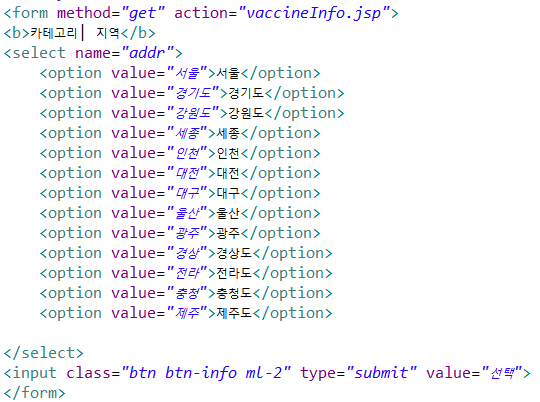 <form method="get" action="vaccineInfo.jsp">
<b>카테고리| 지역</b>
<select name="addr">
<option value="서울">서울</option>
<option value="경기도">경기도</option>
<option value="강원도">강원도</option>
<option value="세종">세종</option>
<option value="인천">인천</option>
<option value="대전">대전</option>
<option value="대구">대구</option>
<option value="울산">울산</option>
<option value="광주">광주</option>
<option value="경상">경상도</option>
<option value="전라">전라도</option>
<option value="충청">충청도</option>
<option value="제주">제주도</option>
</select>
<input class="btn btn-info ml-2" type="submit" value="선택">
</form>